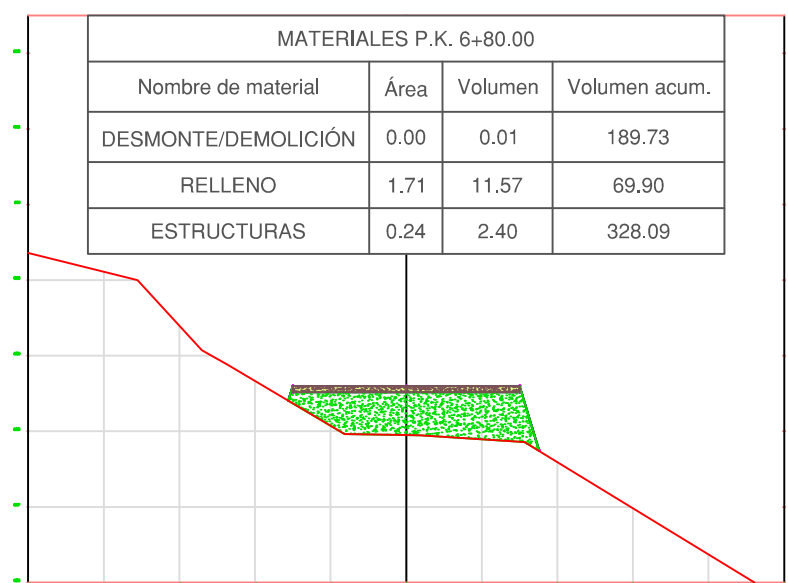 MATERIALES P.K. 6+80.00
Nombre de material Área Volumen Volumen acum.
DESMONTE/DEMOLICIÓN 0.00 0.01 189.73
RELLENO 1.71 11.57 69.90
ESTRUCTURAS 0.24 2.40 328.09